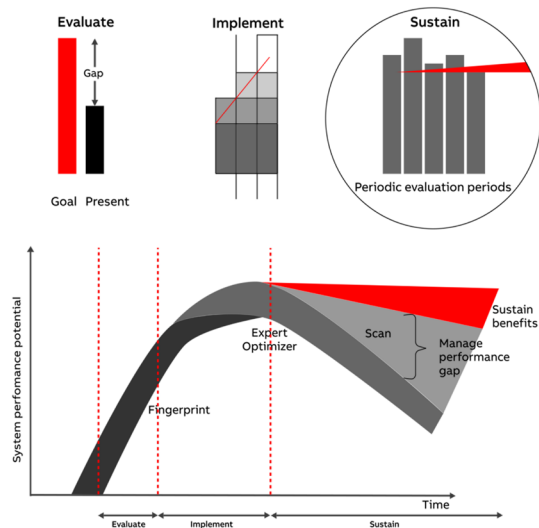 Evaluate
Implement
Sustain
Gap
Goal
Present
Periodic evaluation periods
System perfomance potential
Fingerprint
Expert
Optimizer
Scan
Manage
performance
gap
Sustain
benefits
Time
Evaluate
Implement
Sustain